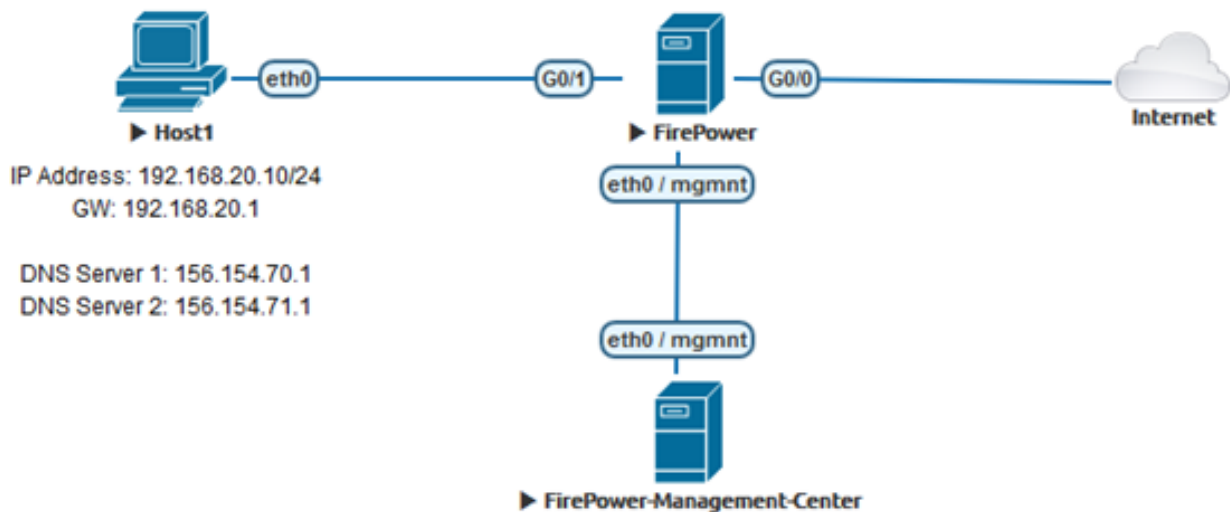 eth0
G0/1
G0/0
▶ Host1
▶ FirePower
Internet
IP Address: 192.168.20.10/24
GW: 192.168.20.1
DNS Server 1: 156.154.70.1
DNS Server 2: 156.154.71.1
eth0 / mgmnt
eth0 / mgmnt
▶ FirePower-Management-Center